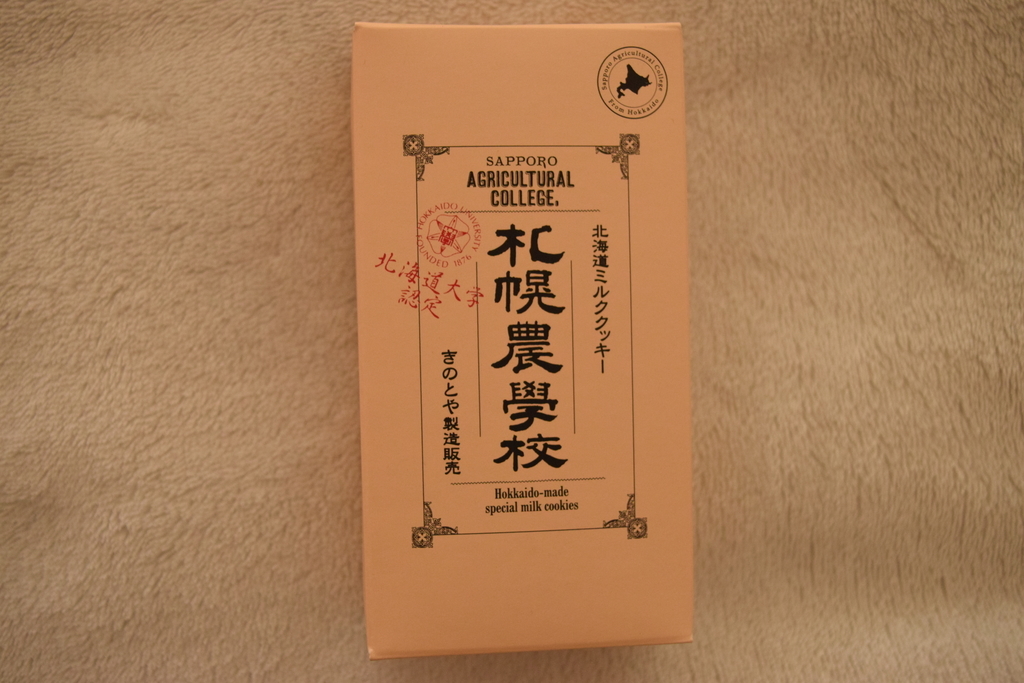 Sapporo Agricultural College
From Hokkaido
SAPPORO
AGRICULTURAL
COLLEGE.
北海道ミルククッキー
札幌農學校
HOKKAIDO UNIVERSITY
FOUNDED 1876
北海道大学
認定
きのとや製造販売
Hokkaido-made
special milk cookies